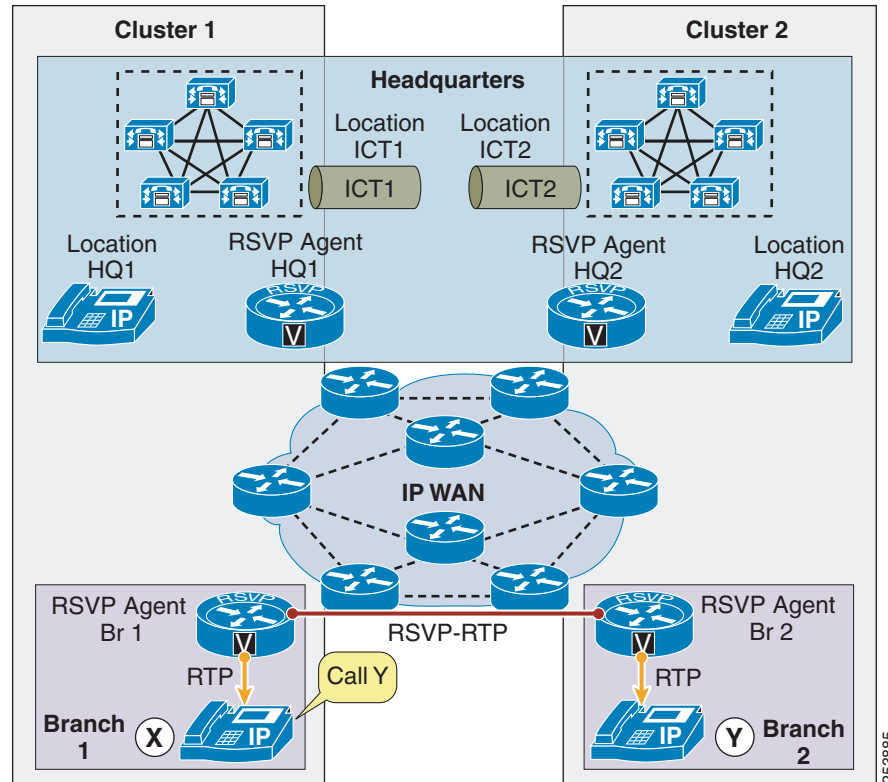 Cluster 1
Cluster 2
Headquarters
Location
ICT1
Location
ICT2
ICT1
ICT2
Location
HQ1
RSVP Agent
HQ1
RSVP Agent
HQ2
Location
HQ2
IP
RSVP
V
RSVP
V
IP
IP WAN
RSVP Agent
Br 1
RSVP
V
RSVP-RTP
RSVP
V
RSVP Agent
Br 2
RTP
Call Y
RTP
Branch
1
X
IP
IP
Y
Branch
2
253885